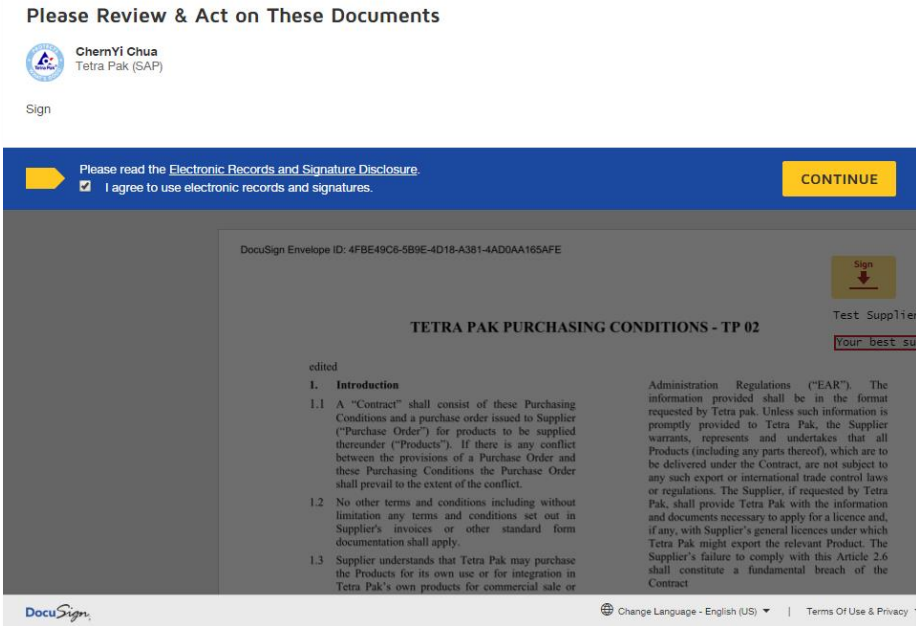 Please Review & Act on These Documents
ChernYi Chua
Tetra Pak (SAP)
Sign
Please read the Electronic Records and Signature Disclosure.
I agree to use electronic records and signatures.
CONTINUE
DocuSign Envelope ID: 4FBE49C6-5B9E-4D18-A381-4AD0AA165AFE
Sign
Test Supplier
Your best su
TETRA PAK PURCHASING CONDITIONS - TP 02
edited
1. Introduction
1.1 A “Contract” shall consist of these Purchasing
Conditions and a purchase order issued to Supplier
(“Purchase Order”) for products to be supplied
thereunder (“Products”). If there is any conflict
between the provisions of a Purchase Order and
these Purchasing Conditions the Purchase Order
shall prevail to the extent of the conflict.
1.2 No other terms and conditions including without
limitation any terms and conditions set out in
Supplier's invoices or other standard form
documentation shall apply.
1.3 Supplier understands that Tetra Pak may purchase
the Products for its own use or for integration in
Tetra Pak’s own products for commercial sale or
Administration Regulations (“EAR”). The
information provided shall be in the format
requested by Tetra pak. Unless such information is
promptly provided to Tetra Pak, the Supplier
warrants, represents and undertakes that all
Products (including any parts thereof), which are to
be delivered under the Contract, are not subject to
any such export or international trade control laws
or regulations. The Supplier, if requested by Tetra
Pak, shall provide Tetra Pak with the information
and documents necessary to apply for a licence and,
if any, with Supplier’s general licences under which
Tetra Pak might export the relevant Product. The
Supplier’s failure to comply with this Article 2.6
shall constitute a fundamental breach of the
Contract
DocuSign
Change Language - English (US) | Terms Of Use & Privacy